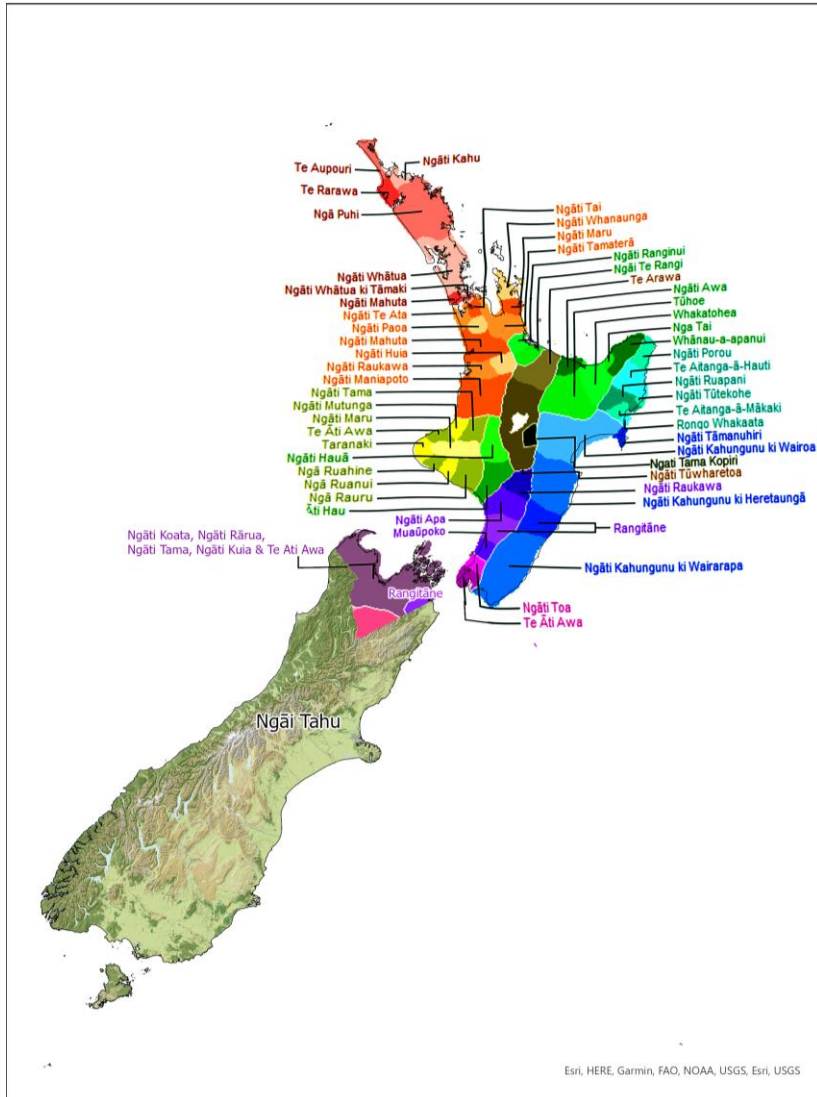 Te Aupouri
Te Rarawa
Ngā Puhi
Ngāti Kahu
Ngāti Whātua
Ngāti Whātua ki Tāmaki
Ngāti Mahuta
Ngāti Te Ata
Ngāti Paoa
Ngāti Mahuta
Ngāti Huia
Ngāti Raukawa
Ngāti Maniapoto
Ngāti Tama
Ngāti Mutunga
Ngāti Maru
Te Āti Awa
Taranaki
Ngāti Hauā
Ngā Ruahine
Ngā Ruanui
Ngā Rauru
Āti Hau
Ngāti Apa
Muaūpoko
Ngāti Tai
Ngāti Whanaunga
Ngāti Maru
Ngāti Tamaterā
Ngāti Ranginui
Ngāi Te Rangi
Te Arawa
Ngāti Awa
Tūhoe
Whakatohea
Nga Tai
Whānau-a-apanui
Ngāti Porou
Te Aitanga-ā-Hauti
Ngāti Ruapani
Ngāti Tūtekohe
Te Aitanga-ā-Mākaki
Rongo Whakaata
Ngāti Tāmanuhiri
Ngāti Kahungunu ki Wairoa
Ngati Tama Kopiri
Ngāti Tūwharetoa
Ngāti Raukawa
Ngāti Kahungunu ki Heretaungā
Rangitāne
Ngāti Kahungunu ki Wairarapa
Ngāti Toa
Te Āti Awa
Ngāti Koata, Ngāti Rārua,
Ngāti Tama, Ngāti Kuia & Te Ati Awa
Rangitāne
Ngāi Tahu
Esri, HERE, Garmin, FAO, NOAA, USGS, Esri, USGS